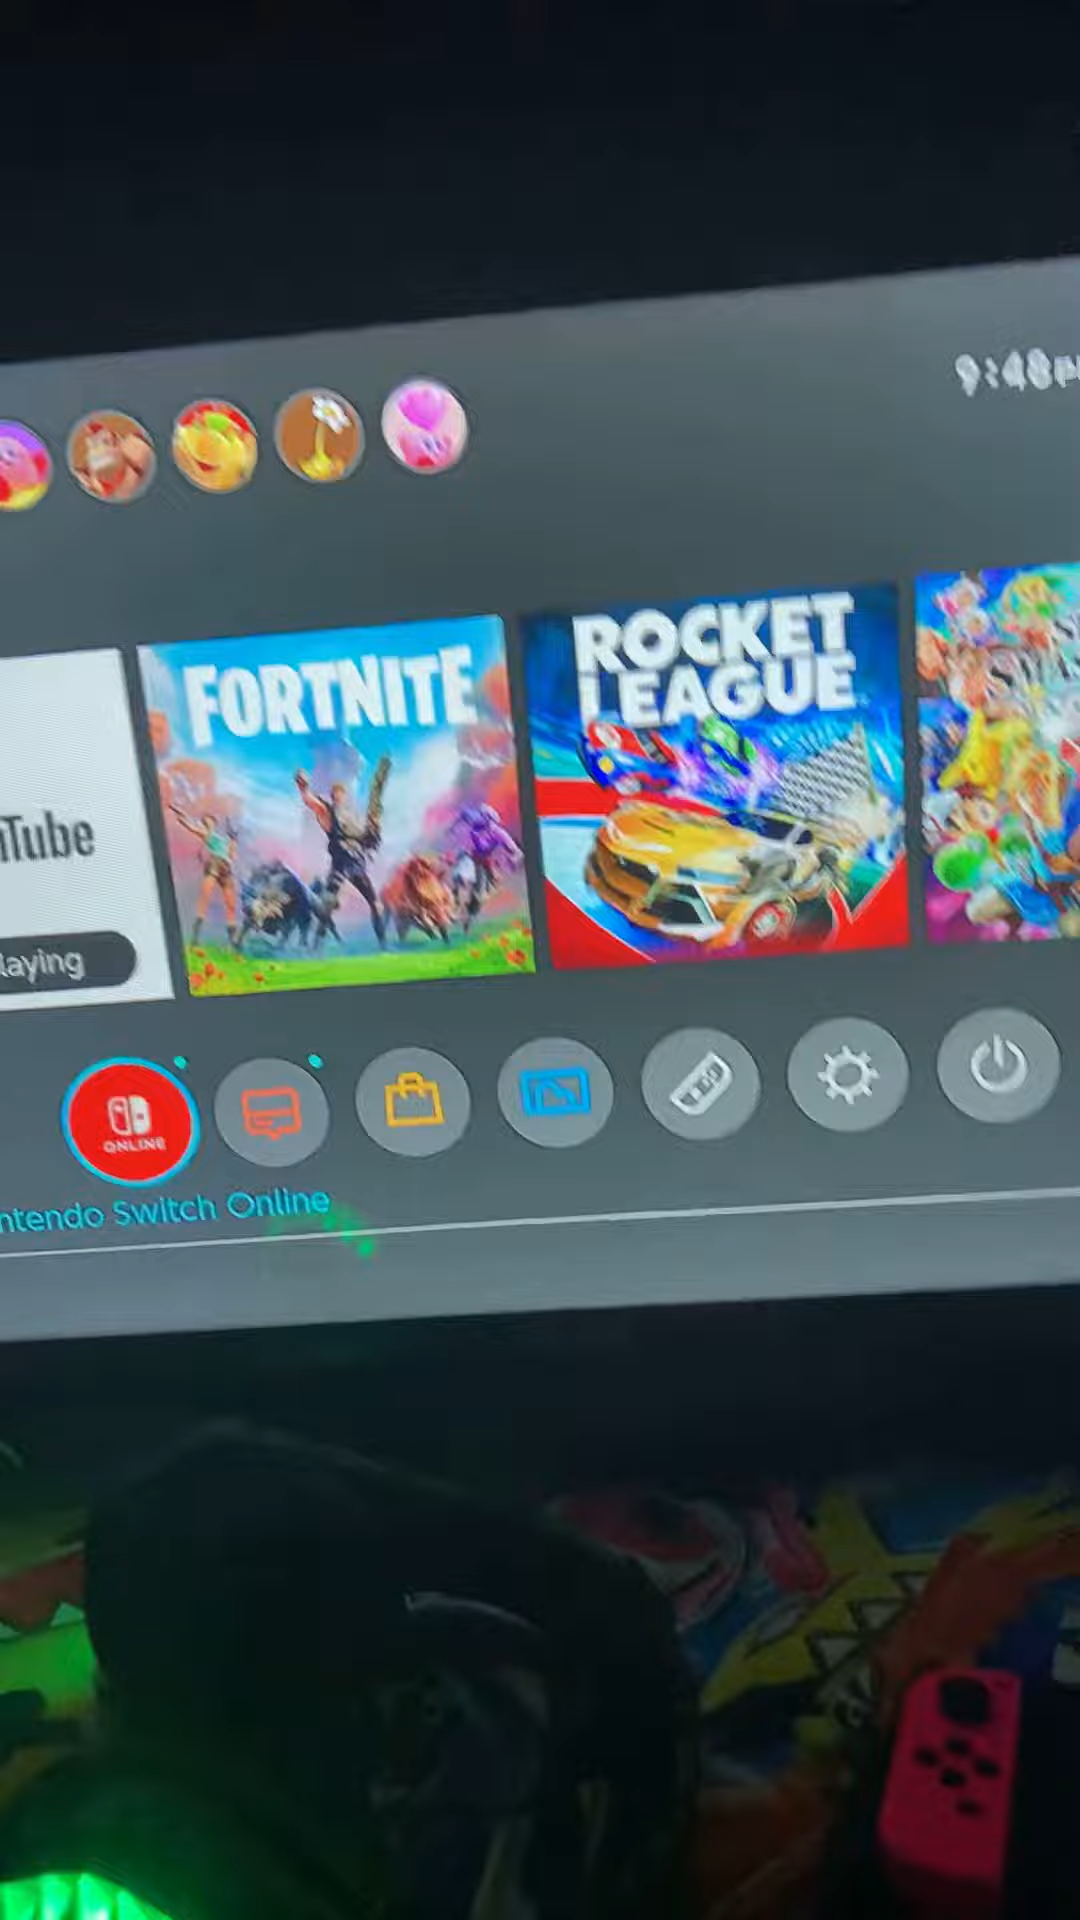 9:48
FORTNITE
ROCKET
LEAGUE
Tube
laying
ONLINE
ntendo Switch Online